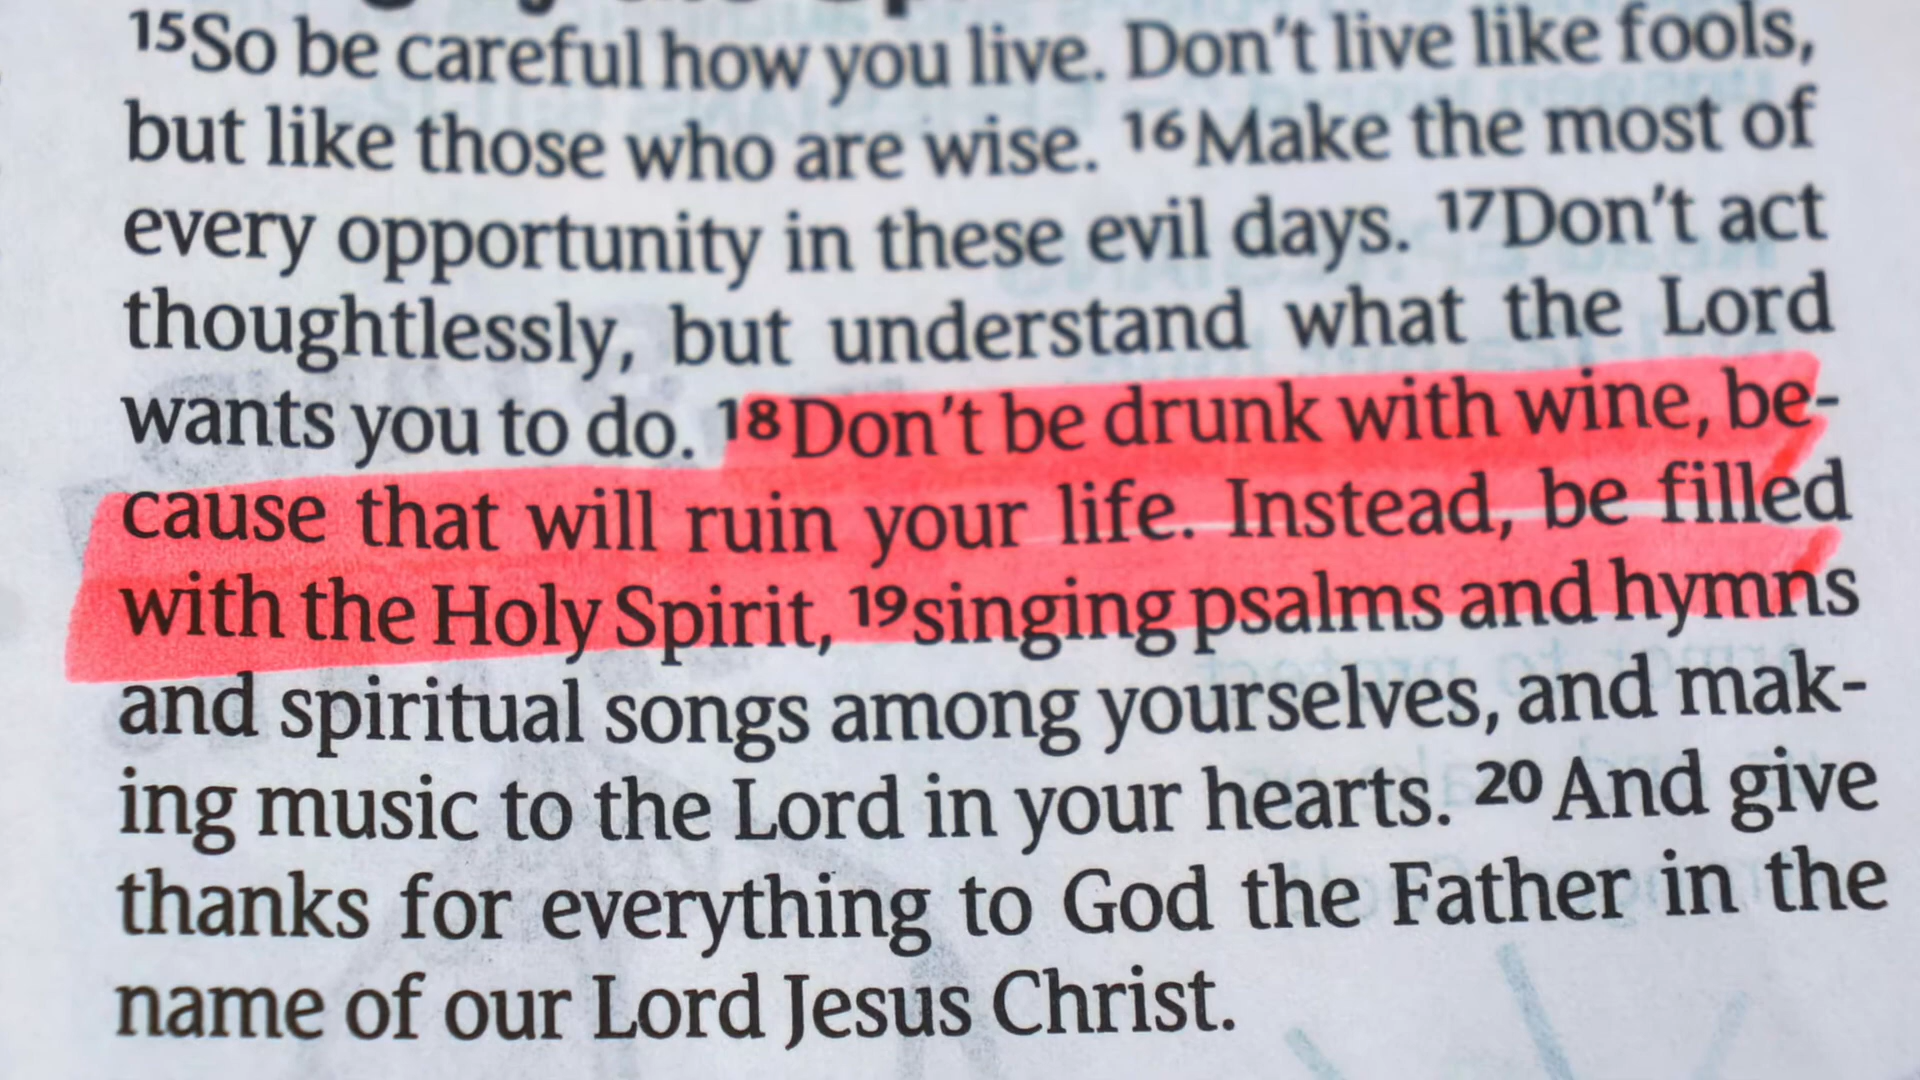 ¹⁵So be careful how you live. Don't live like fools,
but like those who are wise. ¹⁶Make the most of
every opportunity in these evil days. ¹⁷Don't act
thoughtlessly, but understand what the Lord
wants you to do. ¹⁸Don't be drunk with wine, be-
cause that will ruin your life. Instead, be filled
with the Holy Spirit, ¹⁹singing psalms and hymns
and spiritual songs among yourselves, and mak-
ing music to the Lord in your hearts. ²⁰And give
thanks for everything to God the Father in the
name of our Lord Jesus Christ.